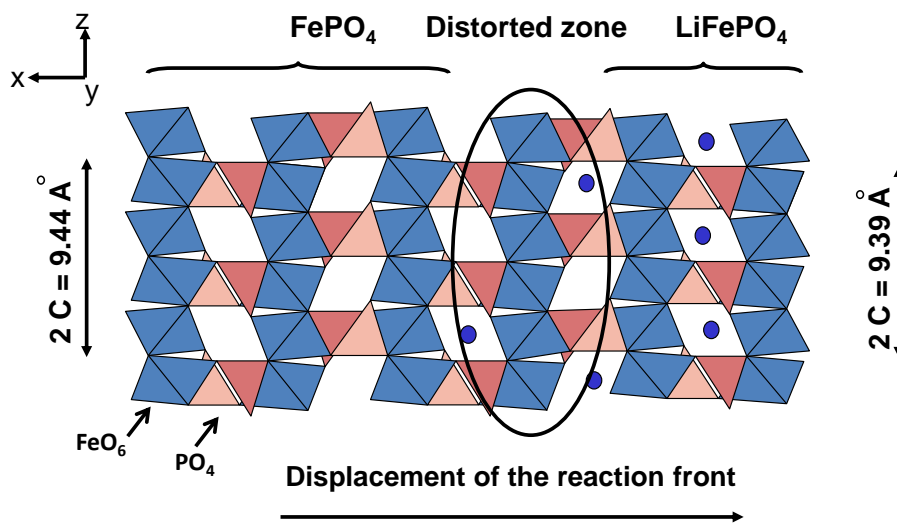 FePO4 Distorted zone LiFePO4
z
x
y
2 C = 9.44 Å
2 C = 9.39 Å
FeO6
PO4
Displacement of the reaction front